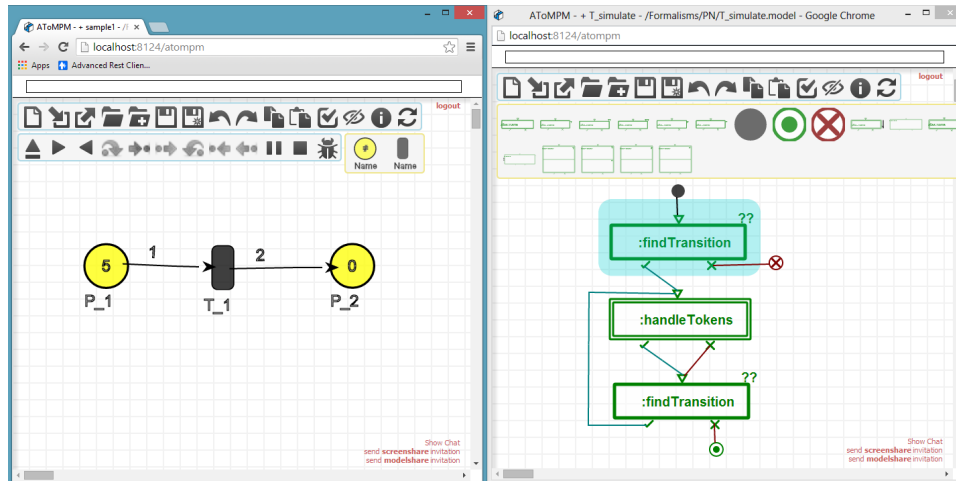 AToMPM - + sample1 - /
localhost:8124/atompm
Apps Advanced Rest Clien...
logout
#
Name
Name
1
2
5
0
P_1
T_1
P_2
Show Chat
send screenshare invitation
send modelshare invitation
AToMPM - + T_simulate - /Formalisms/PN/T_simulate.model - Google Chrome
localhost:8124/atompm
logout
??
:findTransition
:handleTokens
??
:findTransition
Show Chat
send screenshare invitation
send modelshare invitation